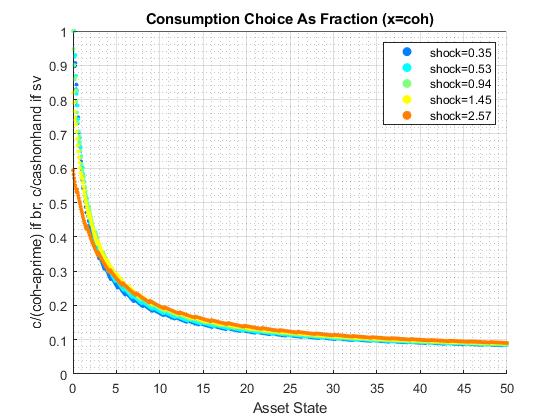 Consumption Choice As Fraction (x=coh)
c/(coh-aprime) if br, c/cashonhand if sv
1
0.9
0.8
0.7
0.6
0.5
0.4
0.3
0.2
0.1
0
shock=0.35
shock=0.53
shock=0.94
shock=1.45
shock=2.57
0 5 10 15 20 25 30 35 40 45 50
Asset State